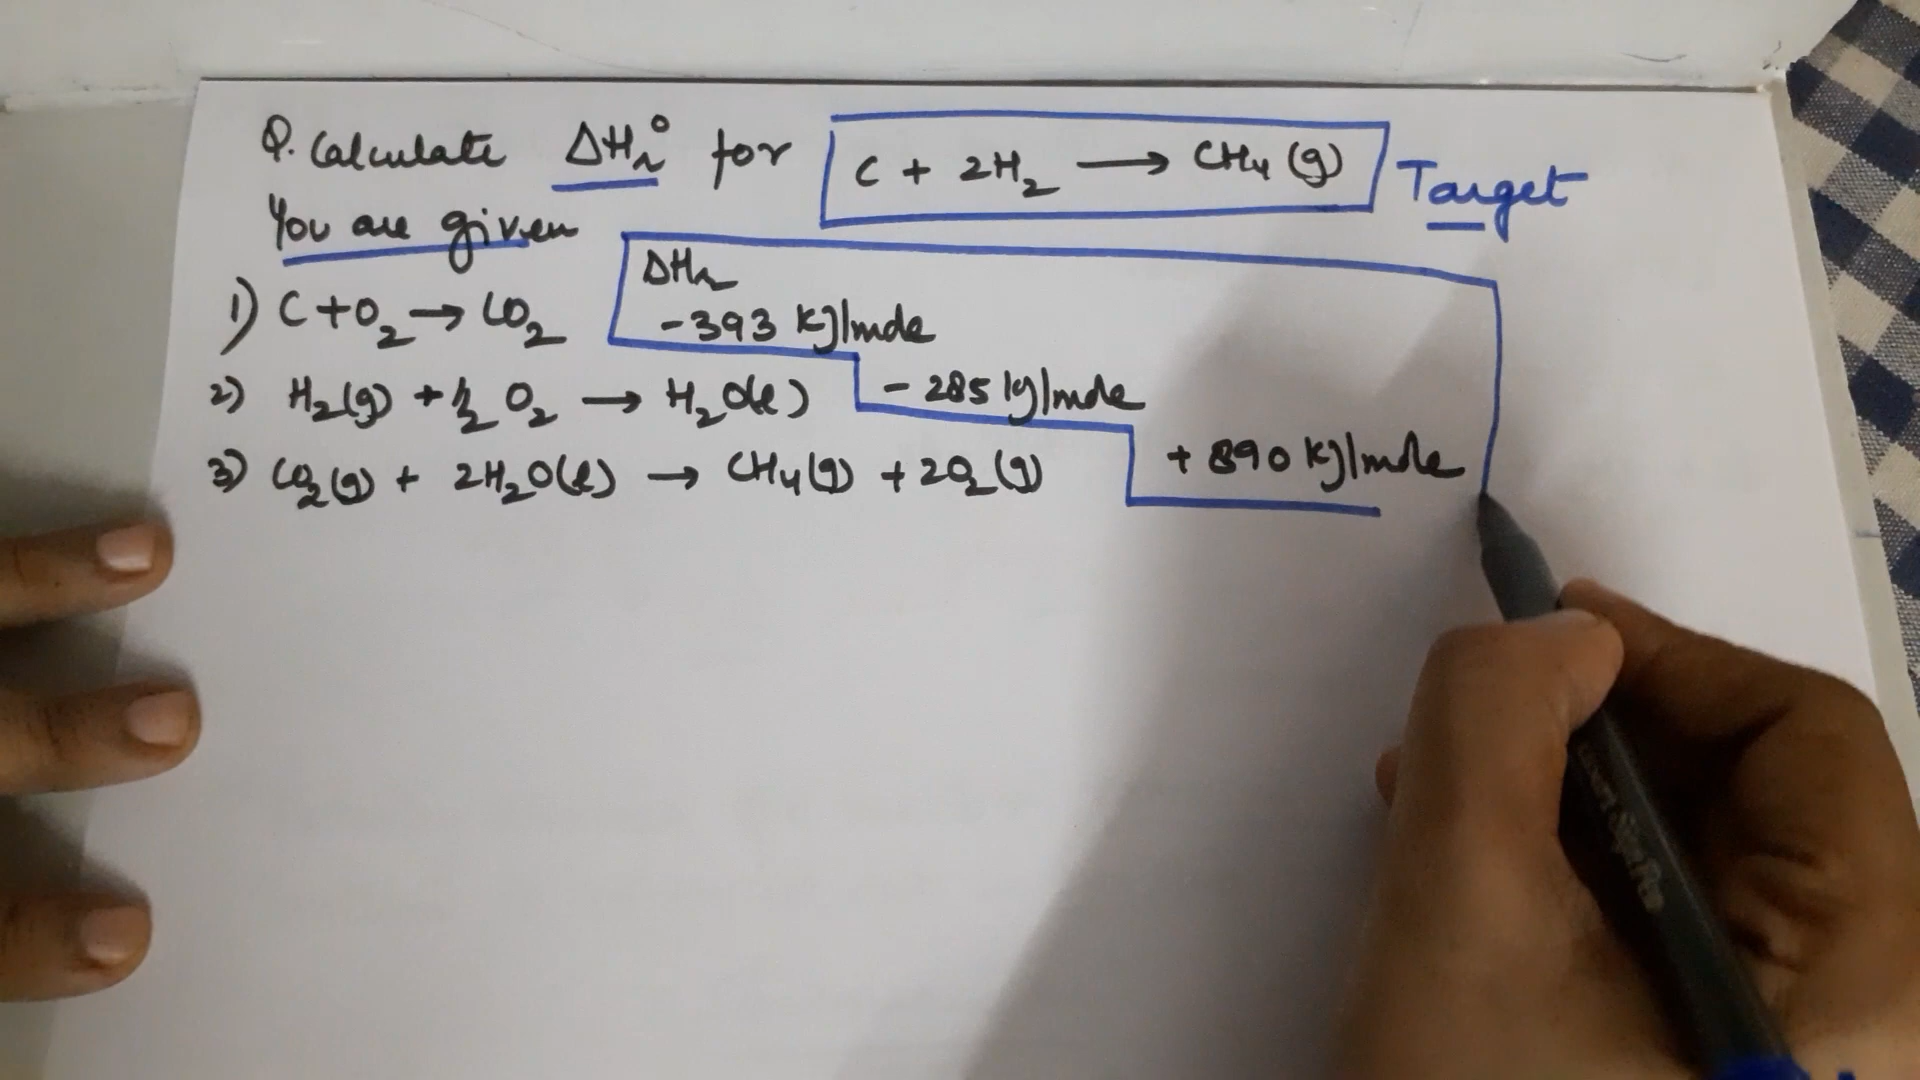 Q. Calculate ΔHr° for C + 2H2 ⟶ CH4 (g) Target
You are given
ΔHr
1) C + O2 → CO2 -393 KJ/mole
2) H2(g) + 1/2 O2 → H2O(l) -285 KJ/mole
3) CO2(g) + 2H2O(l) → CH4(g) + 2O2(g) +890 KJ/mole